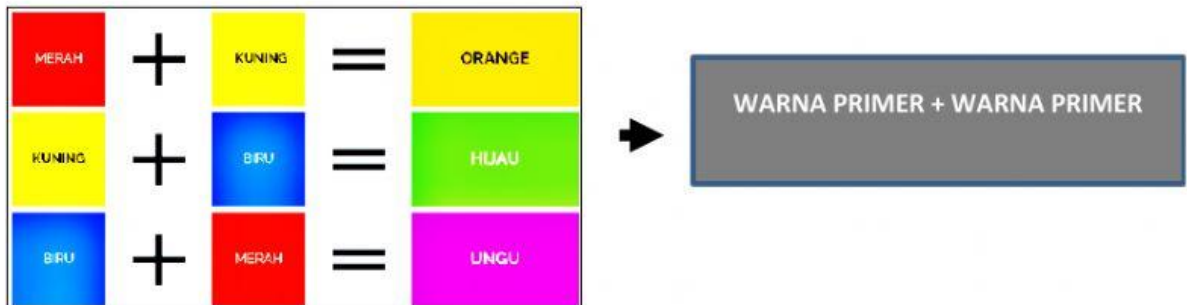 MERAH + KUNING = ORANGE
KUNING + BIRU = HIJAU
BIRU + MERAH = UNGU
WARNA PRIMER + WARNA PRIMER